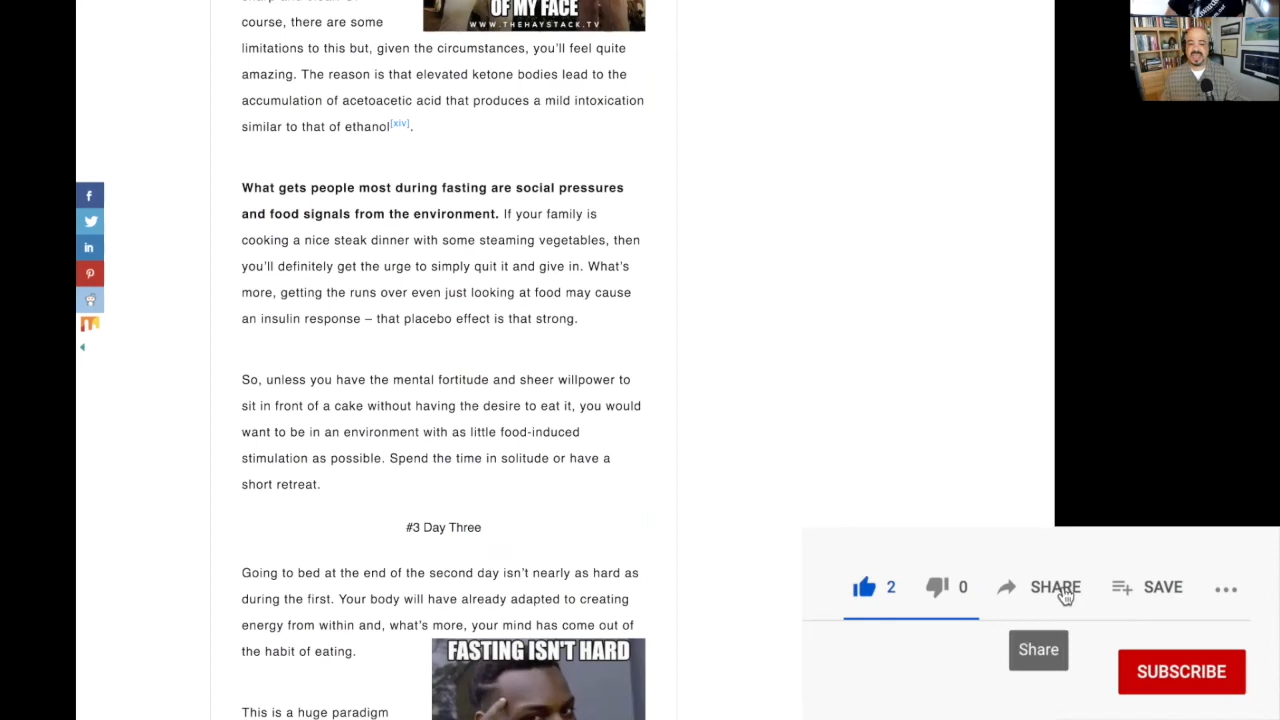 OF MY FACE
WWW.THEHAYSTACK.TV
course, there are some
limitations to this but, given the circumstances, you'll feel quite
amazing. The reason is that elevated ketone bodies lead to the
accumulation of acetoacetic acid that produces a mild intoxication
similar to that of ethanol[xiv].
What gets people most during fasting are social pressures
and food signals from the environment. If your family is
cooking a nice steak dinner with some steaming vegetables, then
you'll definitely get the urge to simply quit it and give in. What's
more, getting the runs over even just looking at food may cause
an insulin response – that placebo effect is that strong.
So, unless you have the mental fortitude and sheer willpower to
sit in front of a cake without having the desire to eat it, you would
want to be in an environment with as little food-induced
stimulation as possible. Spend the time in solitude or have a
short retreat.
#3 Day Three
Going to bed at the end of the second day isn't nearly as hard as
during the first. Your body will have already adapted to creating
energy from within and, what's more, your mind has come out of
the habit of eating.
FASTING ISN'T HARD
This is a huge paradigm
2
0
SHARE
SAVE
Share
SUBSCRIBE